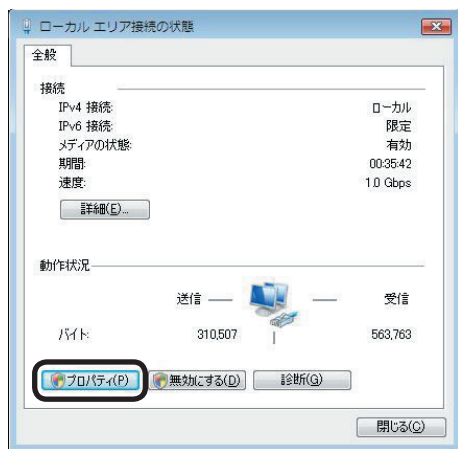 ローカル エリア接続の状態
全般
接続
IPv4 接続: ローカル
IPv6 接続: 限定
メディアの状態: 有効
期間: 00:35:42
速度: 1.0 Gbps
詳細(E)...
動作状況
送信 受信
バイト: 310,507 563,763
プロパティ(P) 無効にする(D) 診断(G)
閉じる(C)